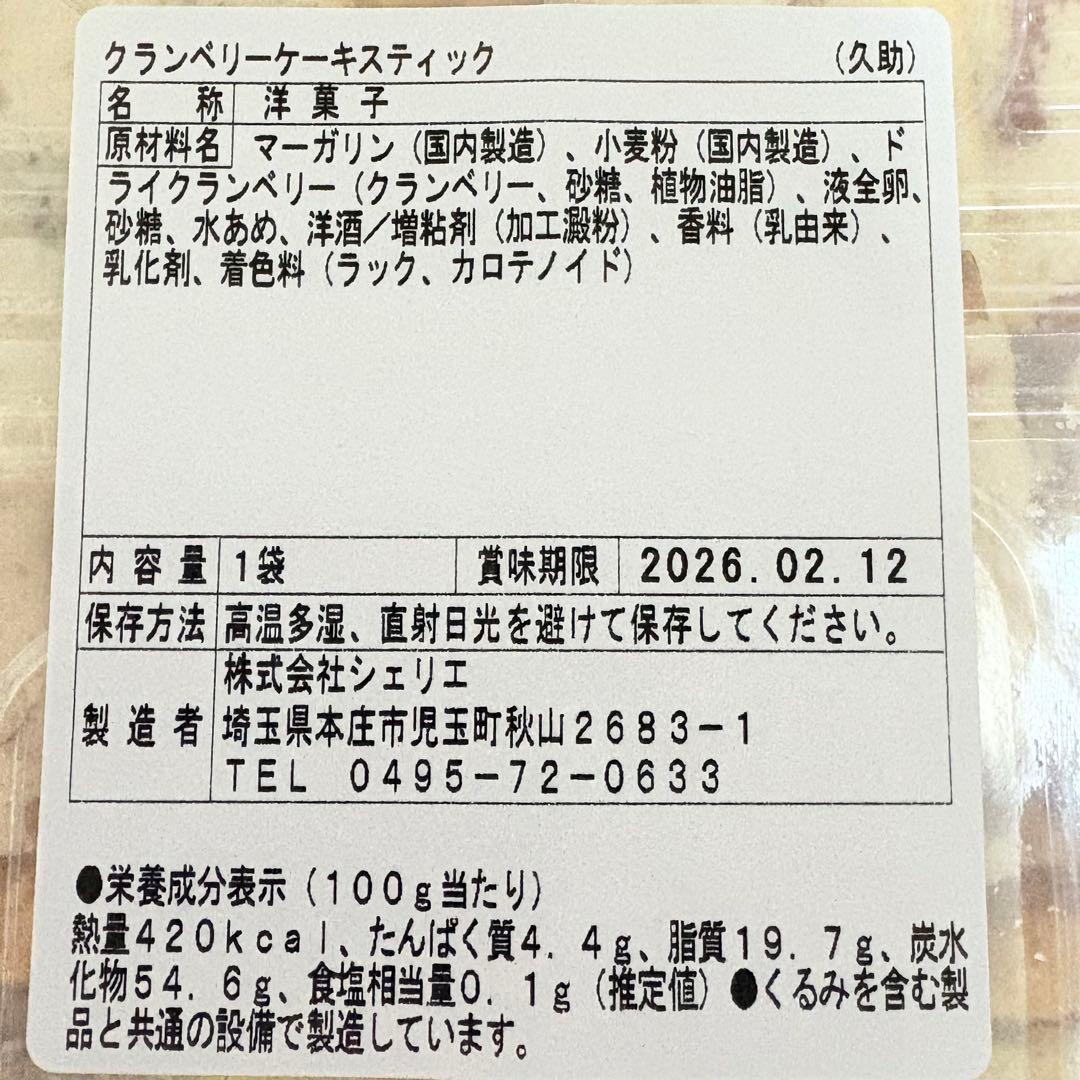 クランベリーケーキスティック （久助）
名称 洋菓子
原材料名 マーガリン（国内製造）、小麦粉（国内製造）、ド
ライクランベリー（クランベリー、砂糖、植物油脂）、液全卵、
砂糖、水あめ、洋酒／増粘剤（加工澱粉）、香料（乳由来）、
乳化剤、着色料（ラック、カロテノイド）
内容量 1袋 賞味期限 2026.02.12
保存方法 高温多湿、直射日光を避けて保存してください。
株式会社シェリエ
製造者 埼玉県本庄市児玉町秋山２６８３－１
ＴＥＬ ０４９５－７２－０６３３
●栄養成分表示（１００ｇ当たり）
熱量４２０ｋｃａｌ、たんぱく質４．４ｇ、脂質１９．７ｇ、炭水
化物５４．６ｇ、食塩相当量０．１ｇ（推定値）●くるみを含む製
品と共通の設備で製造しています。